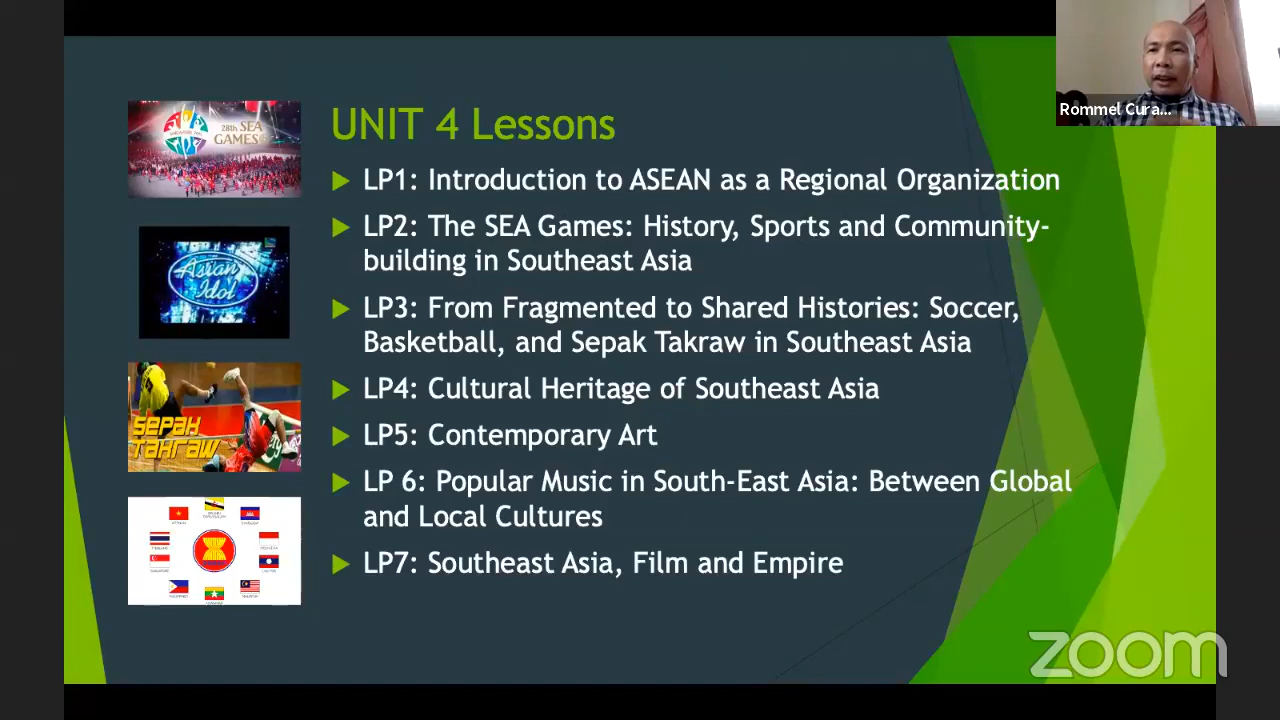 Rommel Cura...
28th SEA
GAMES
UNIT 4 Lessons
LP1: Introduction to ASEAN as a Regional Organization
LP2: The SEA Games: History, Sports and Community-
building in Southeast Asia
Asian
Idol
LP3: From Fragmented to Shared Histories: Soccer,
Basketball, and Sepak Takraw in Southeast Asia
SEPAK
TAKRAW
LP4: Cultural Heritage of Southeast Asia
LP5: Contemporary Art
LP 6: Popular Music in South-East Asia: Between Global
and Local Cultures
LP7: Southeast Asia, Film and Empire
zoom